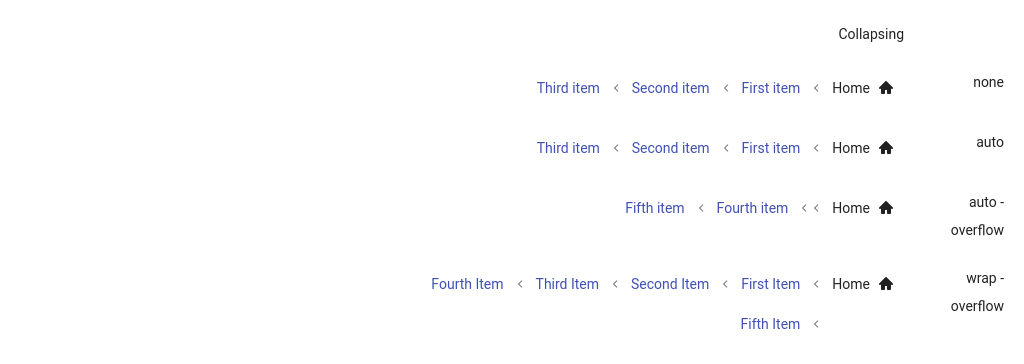 Collapsing
none
Home First item Second item Third item
auto
Home First item Second item Third item
auto -
overflow
Home Fourth item Fifth item
wrap -
overflow
Home First Item Second Item Third Item Fourth Item
Fifth Item